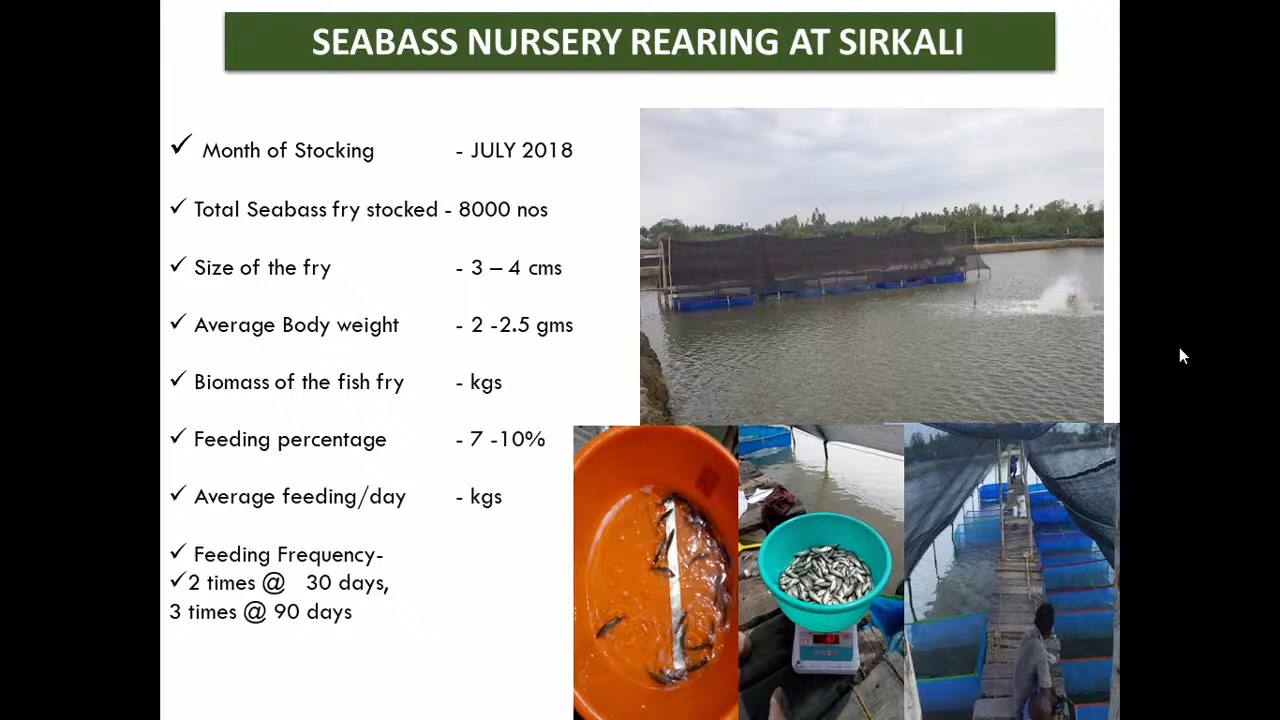 SEABASS NURSERY REARING AT SIRKALI
✓ Month of Stocking - JULY 2018
✓ Total Seabass fry stocked - 8000 nos
✓ Size of the fry - 3 – 4 cms
✓ Average Body weight - 2 -2.5 gms
✓ Biomass of the fish fry - kgs
✓ Feeding percentage - 7 -10%
✓ Average feeding/day - kgs
✓ Feeding Frequency-
✓2 times @ 30 days,
3 times @ 90 days